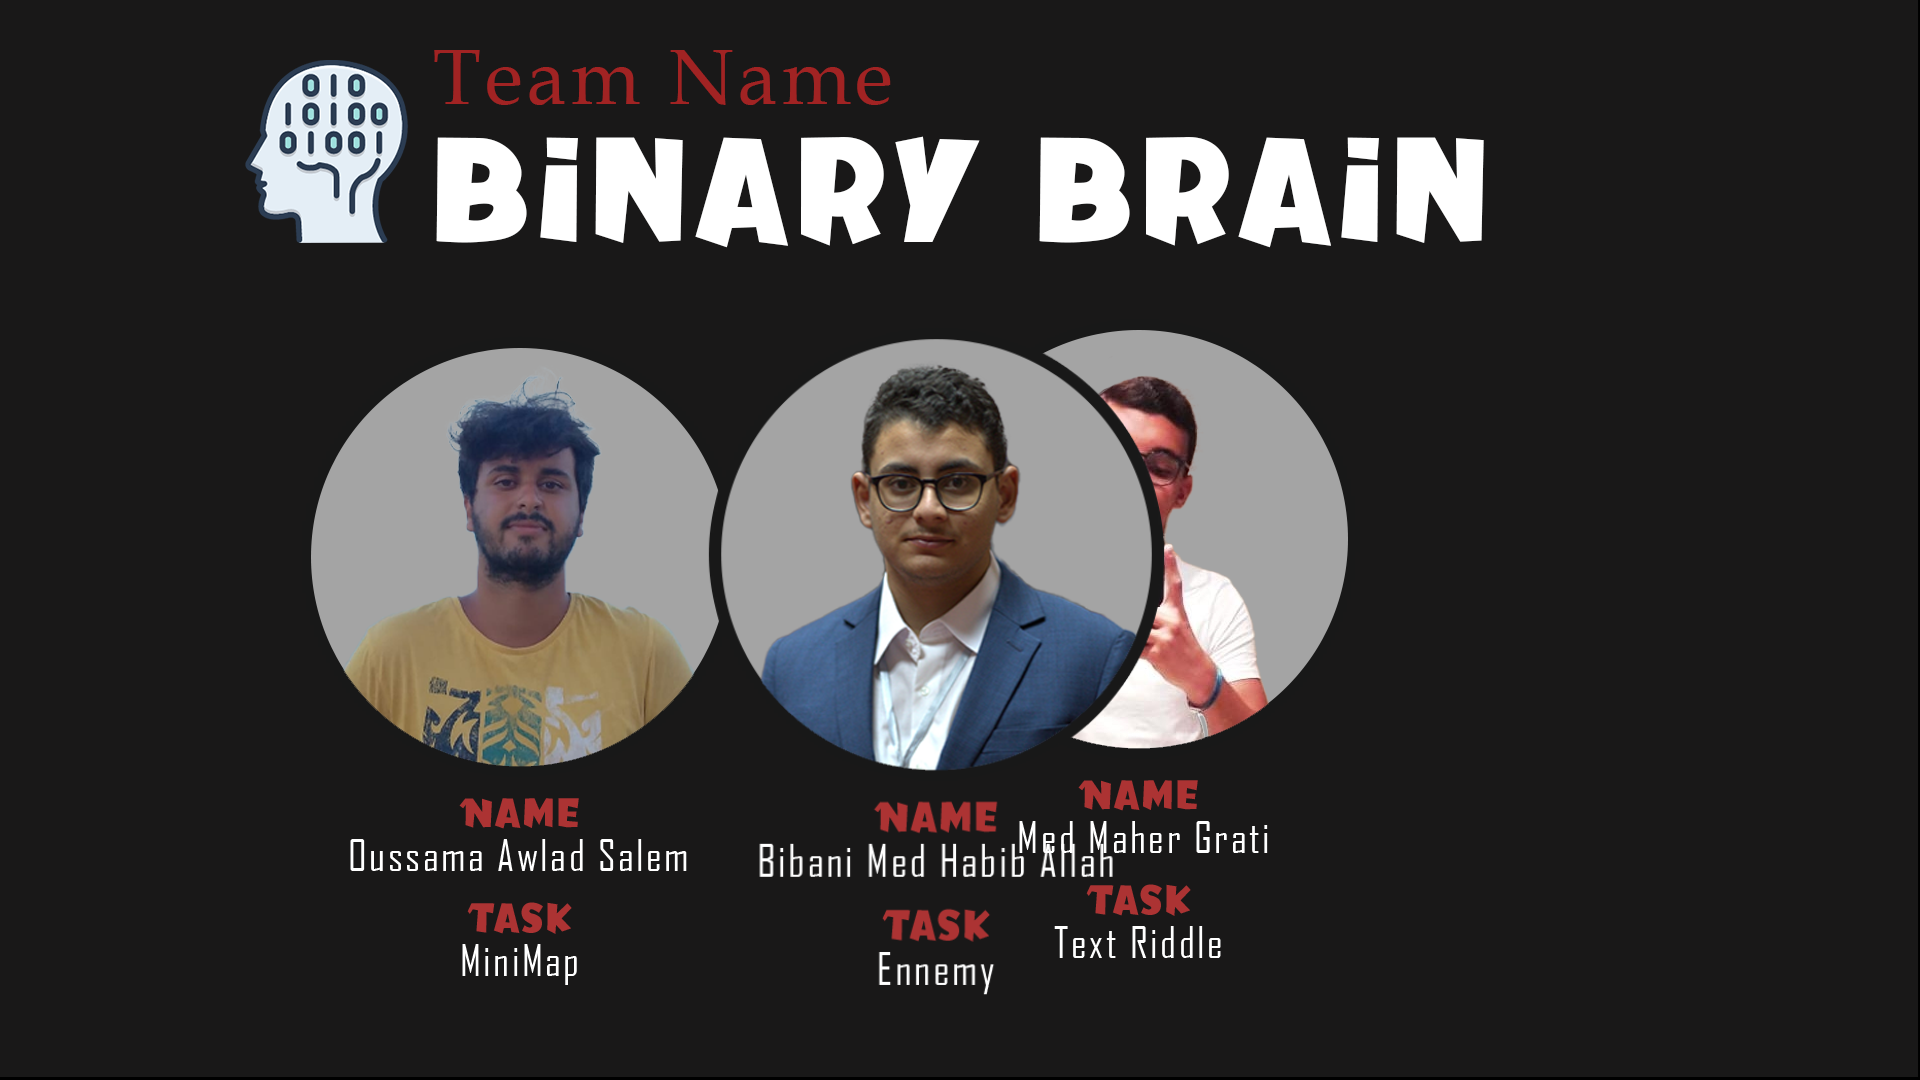 010
10100
01001
Team Name
BiNARY BRAiN
NAME
Oussama Awlad Salem
TASK
MiniMap
NAME
Bibani Med Habib Allah
TASK
Ennemy
NAME
Med Maher Grati
TASK
Text Riddle